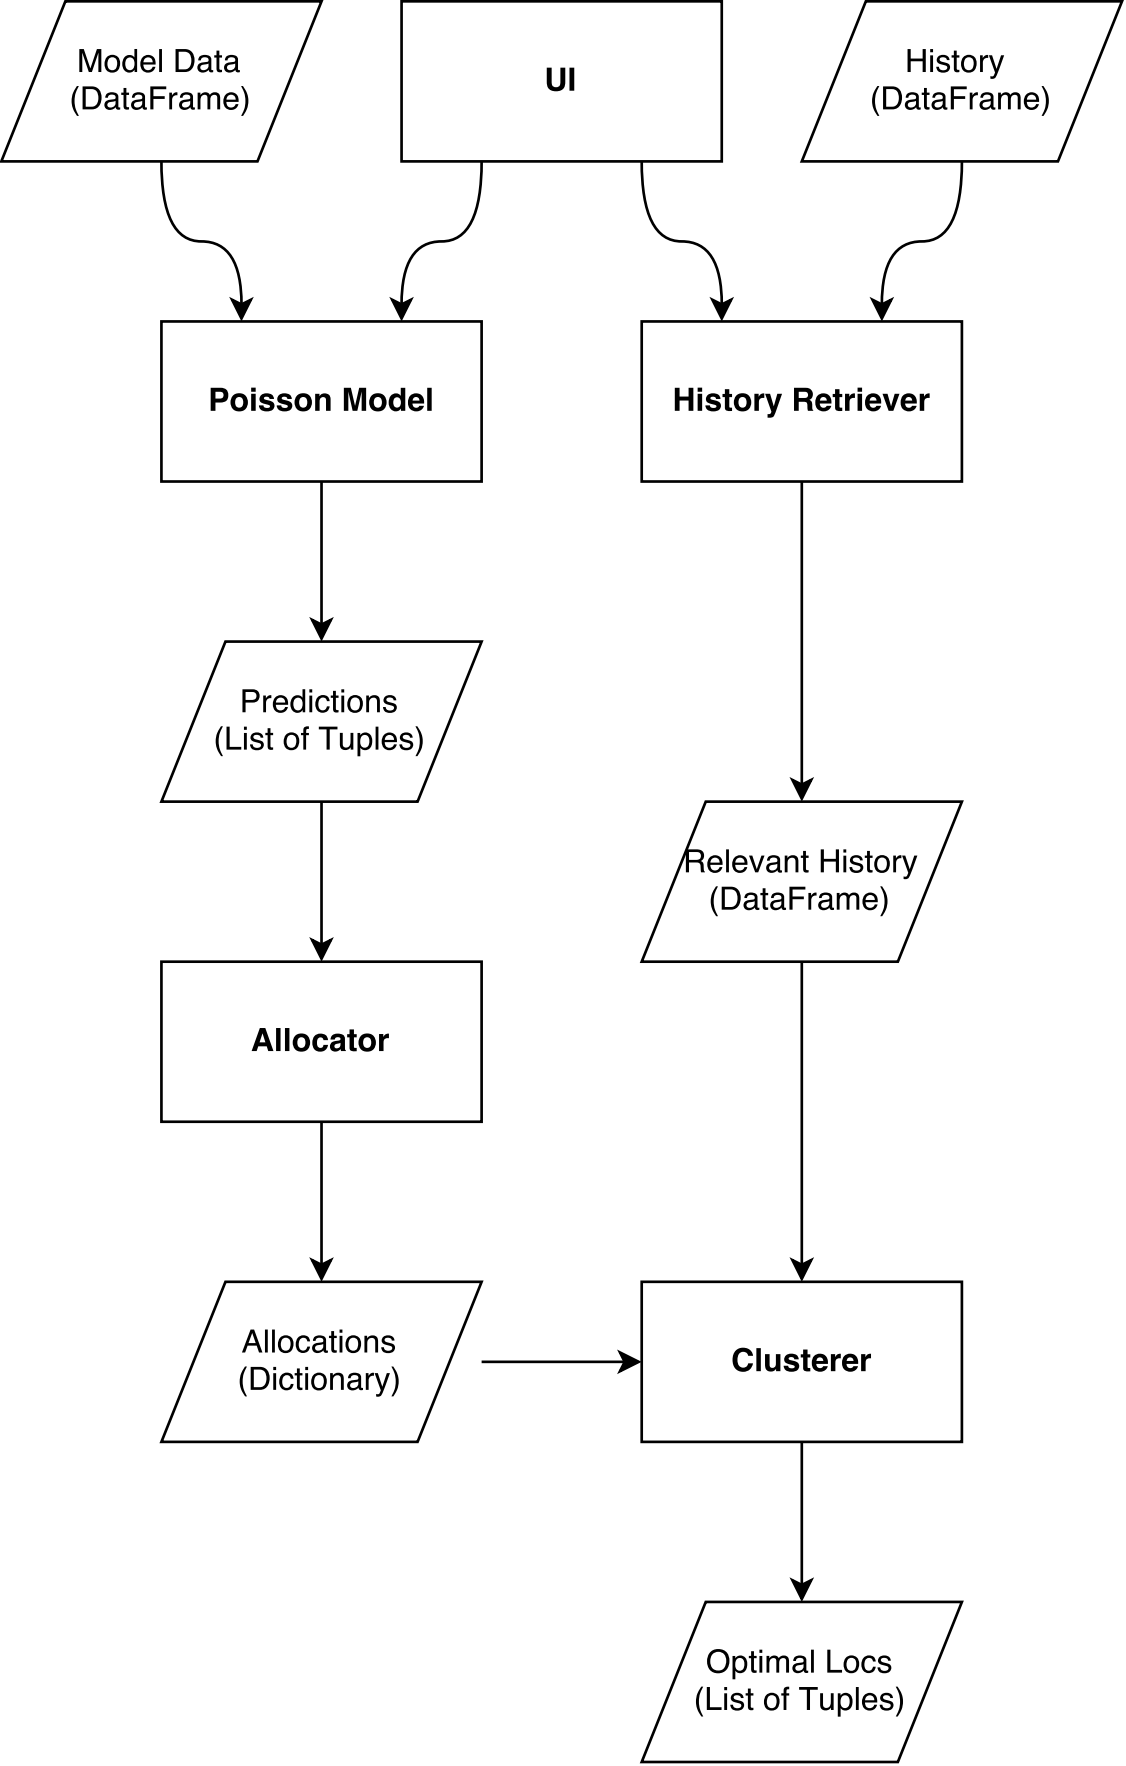 Model Data
(DataFrame)
UI
History
(DataFrame)
Poisson Model
History Retriever
Predictions
(List of Tuples)
Relevant History
(DataFrame)
Allocator
Allocations
(Dictionary)
Clusterer
Optimal Locs
(List of Tuples)